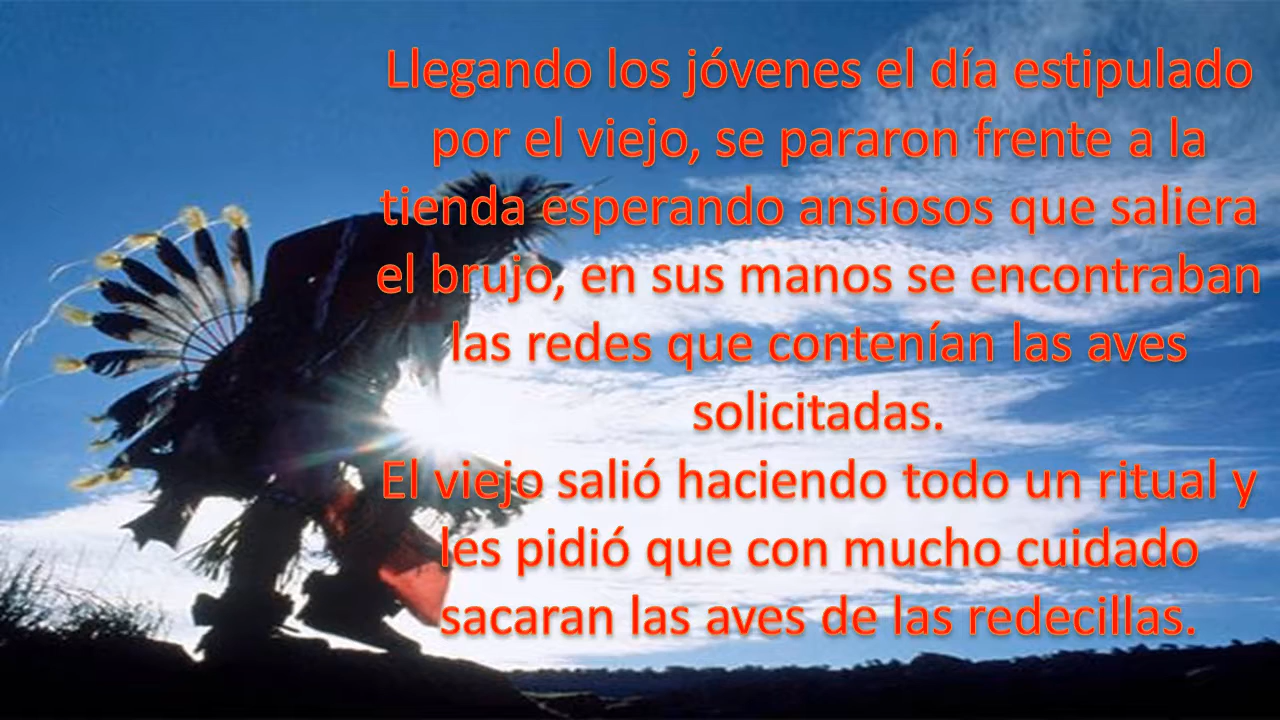 Llegando los jóvenes el día estipulado
por el viejo, se pararon frente a la
tienda esperando ansiosos que saliera
el brujo, en sus manos se encontraban
las redes que contenían las aves
solicitadas.
El viejo salió haciendo todo un ritual y
les pidió que con mucho cuidado
sacaran las aves de las redecillas.